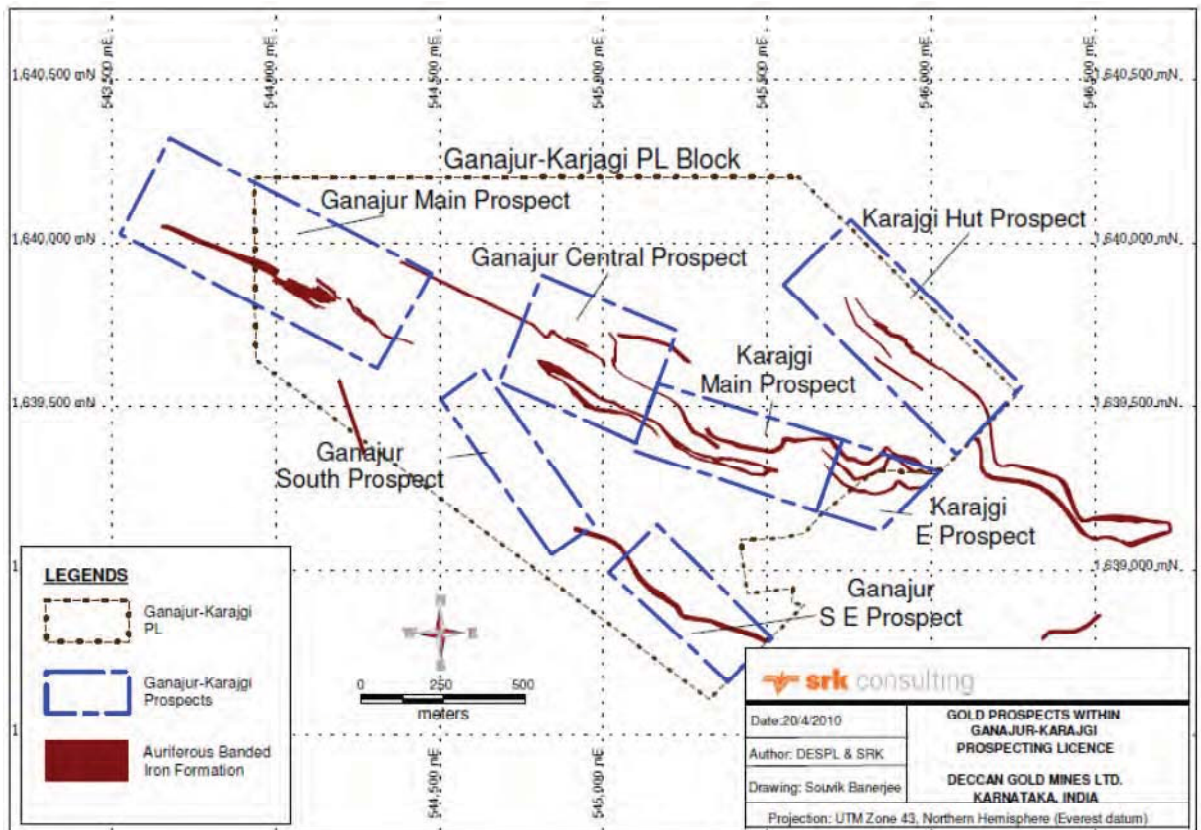 543,500 mE
544,000 mE
544,500 mE
545,000 mE
545,500 mE
546,000 mE
546,500 mE
1,640,500 mN
1,640,500 mN
Ganajur-Karjagi PL Block
Ganajur Main Prospect
Karajgi Hut Prospect
1,640,000 mN
1,640,000 mN
Ganajur Central Prospect
Karajgi
Main Prospect
1,639,500 mN
1,639,500 mN
Ganajur
South Prospect
Karajgi
E Prospect
1,639,000 mN
Ganajur
S E Prospect
LEGENDS
Ganajur-Karajgi
PL
Ganajur-Karajgi
Prospects
Auriferous Banded
Iron Formation
N
W E
S
0 250 500
meters
544,500 mE
545,000 mE
srk consulting
Date:20/4/2010
Author: DESPL & SRK
Drawing: Souvik Banerjee
GOLD PROSPECTS WITHIN
GANAJUR-KARAJGI
PROSPECTING LICENCE
DECCAN GOLD MINES LTD.
KARNATAKA, INDIA
Projection: UTM Zone 43, Northern Hemisphere (Everest datum)